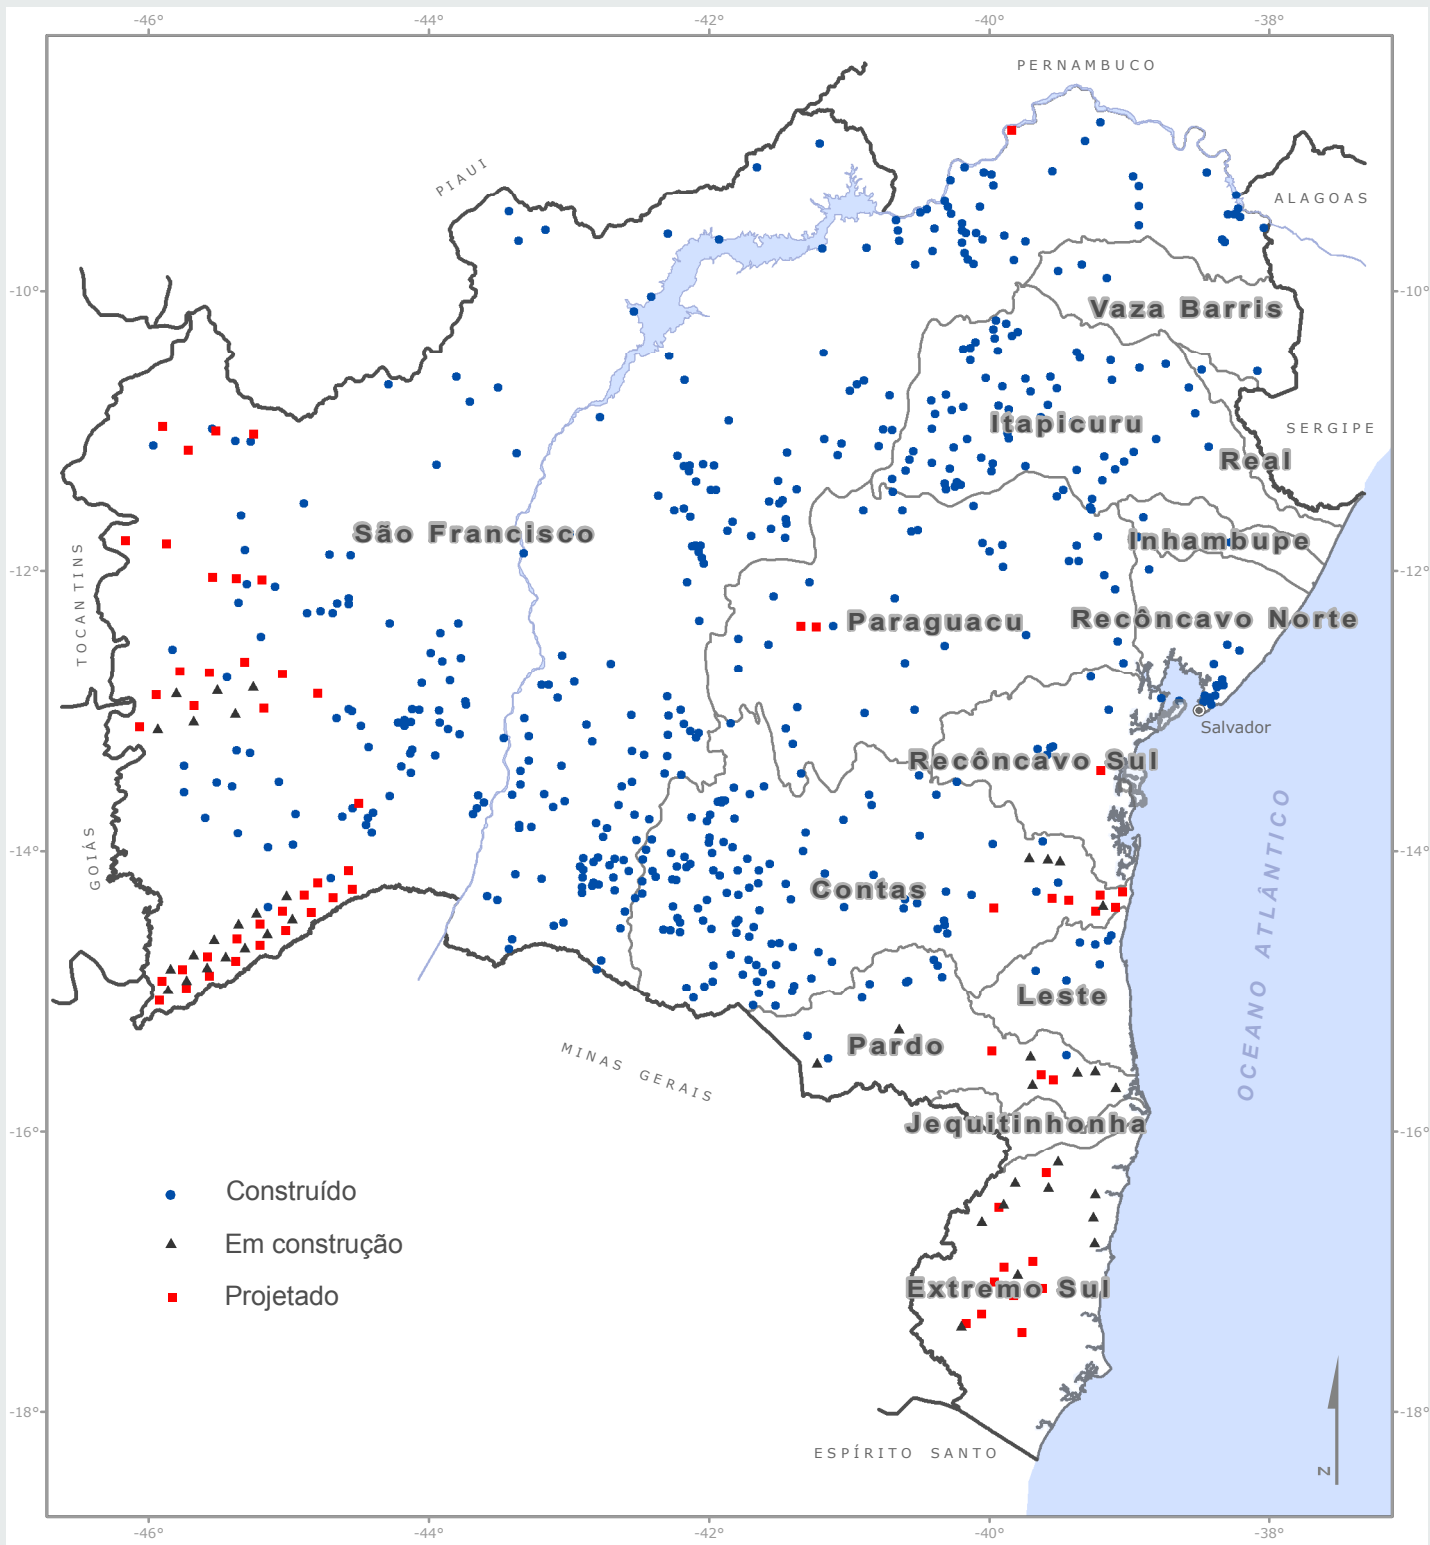 -46°
-44°
-42°
-40°
-38°
PERNAMBUCO
PIAUI
ALAGOAS
-10°
-10°
Vaza Barris
Itapicuru
SERGIPE
Real
São Francisco
Inhambupe
-12°
-12°
TOCANTINS
Paraguacu
Recôncavo Norte
Salvador
Recôncavo Sul
GOIÁS
-14°
-14°
Contas
OCEANO ATLÂNTICO
Leste
Pardo
MINAS GERAIS
-16°
-16°
Jequitinhonha
Construído
Em construção
Projetado
Extremo Sul
-18°
-18°
ESPÍRITO SANTO
N
-46°
-44°
-42°
-40°
-38°